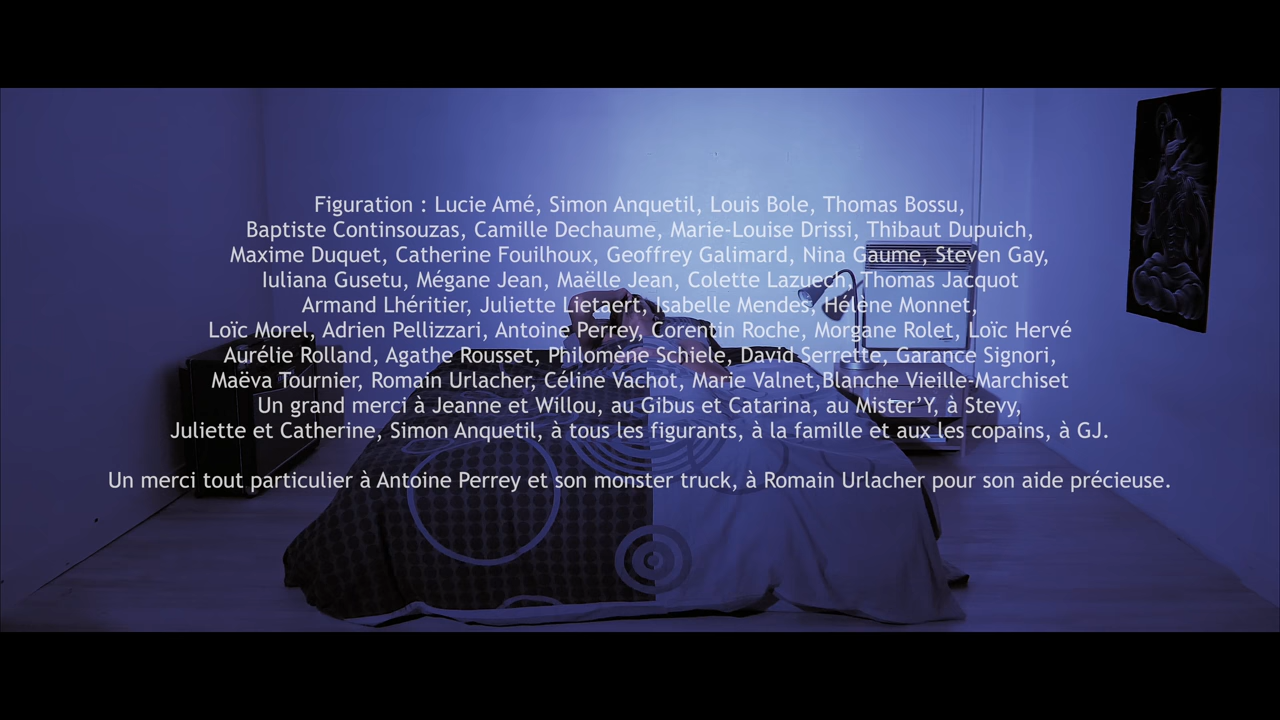 Figuration : Lucie Amé, Simon Anquetil, Louis Bole, Thomas Bossu,
Baptiste Continsouzas, Camille Dechaume, Marie-Louise Drissi, Thibaut Dupuich,
Maxime Duquet, Catherine Fouilhoux, Geoffrey Galimard, Nina Gaume, Steven Gay,
Iuliana Gusetu, Mégane Jean, Maëlle Jean, Colette Lazuech, Thomas Jacquot
Armand Lhéritier, Juliette Lietaert, Isabelle Mendes, Hélène Monnet,
Loïc Morel, Adrien Pellizzari, Antoine Perrey, Corentin Roche, Morgane Rolet, Loïc Hervé
Aurélie Rolland, Agathe Rousset, Philomène Schiele, David Serrette, Garance Signori,
Maëva Tournier, Romain Urlacher, Céline Vachot, Marie Valnet,Blanche Vieille-Marchiset
Un grand merci à Jeanne et Willou, au Gibus et Catarina, au Mister’Y, à Stevy,
Juliette et Catherine, Simon Anquetil, à tous les figurants, à la famille et aux les copains, à GJ.
Un merci tout particulier à Antoine Perrey et son monster truck, à Romain Urlacher pour son aide précieuse.